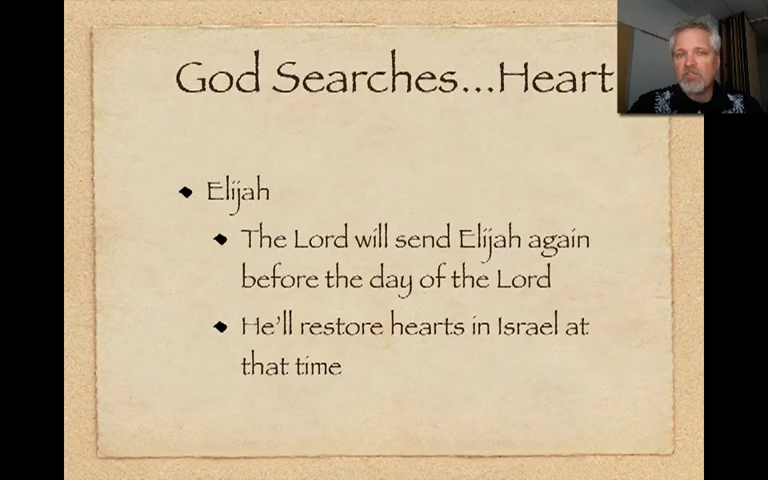 God Searches...Heart
Elijah
The Lord will send Elijah again
before the day of the Lord
He'll restore hearts in Israel at
that time